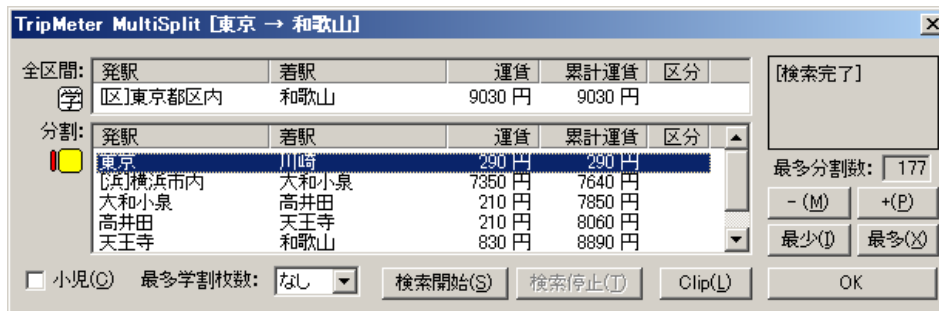 TripMeter MultiSplit [東京 → 和歌山]
全区間: 発駅 着駅 運賃 累計運賃 区分
学 [区]東京都区内 和歌山 9030 円 9030 円
[検索完了]
分割: 発駅 着駅 運賃 累計運賃 区分
東京 川崎 290 円 290 円
[浜]横浜市内 大和小泉 7350 円 7640 円
大和小泉 高井田 210 円 7850 円
高井田 天王寺 210 円 8060 円
天王寺 和歌山 830 円 8890 円
最多分割数: 177
- (M) +(P)
最少(I) 最多(X)
小児(C) 最多学割枚数: なし 検索開始(S) 検索停止(T) Clip(L) OK